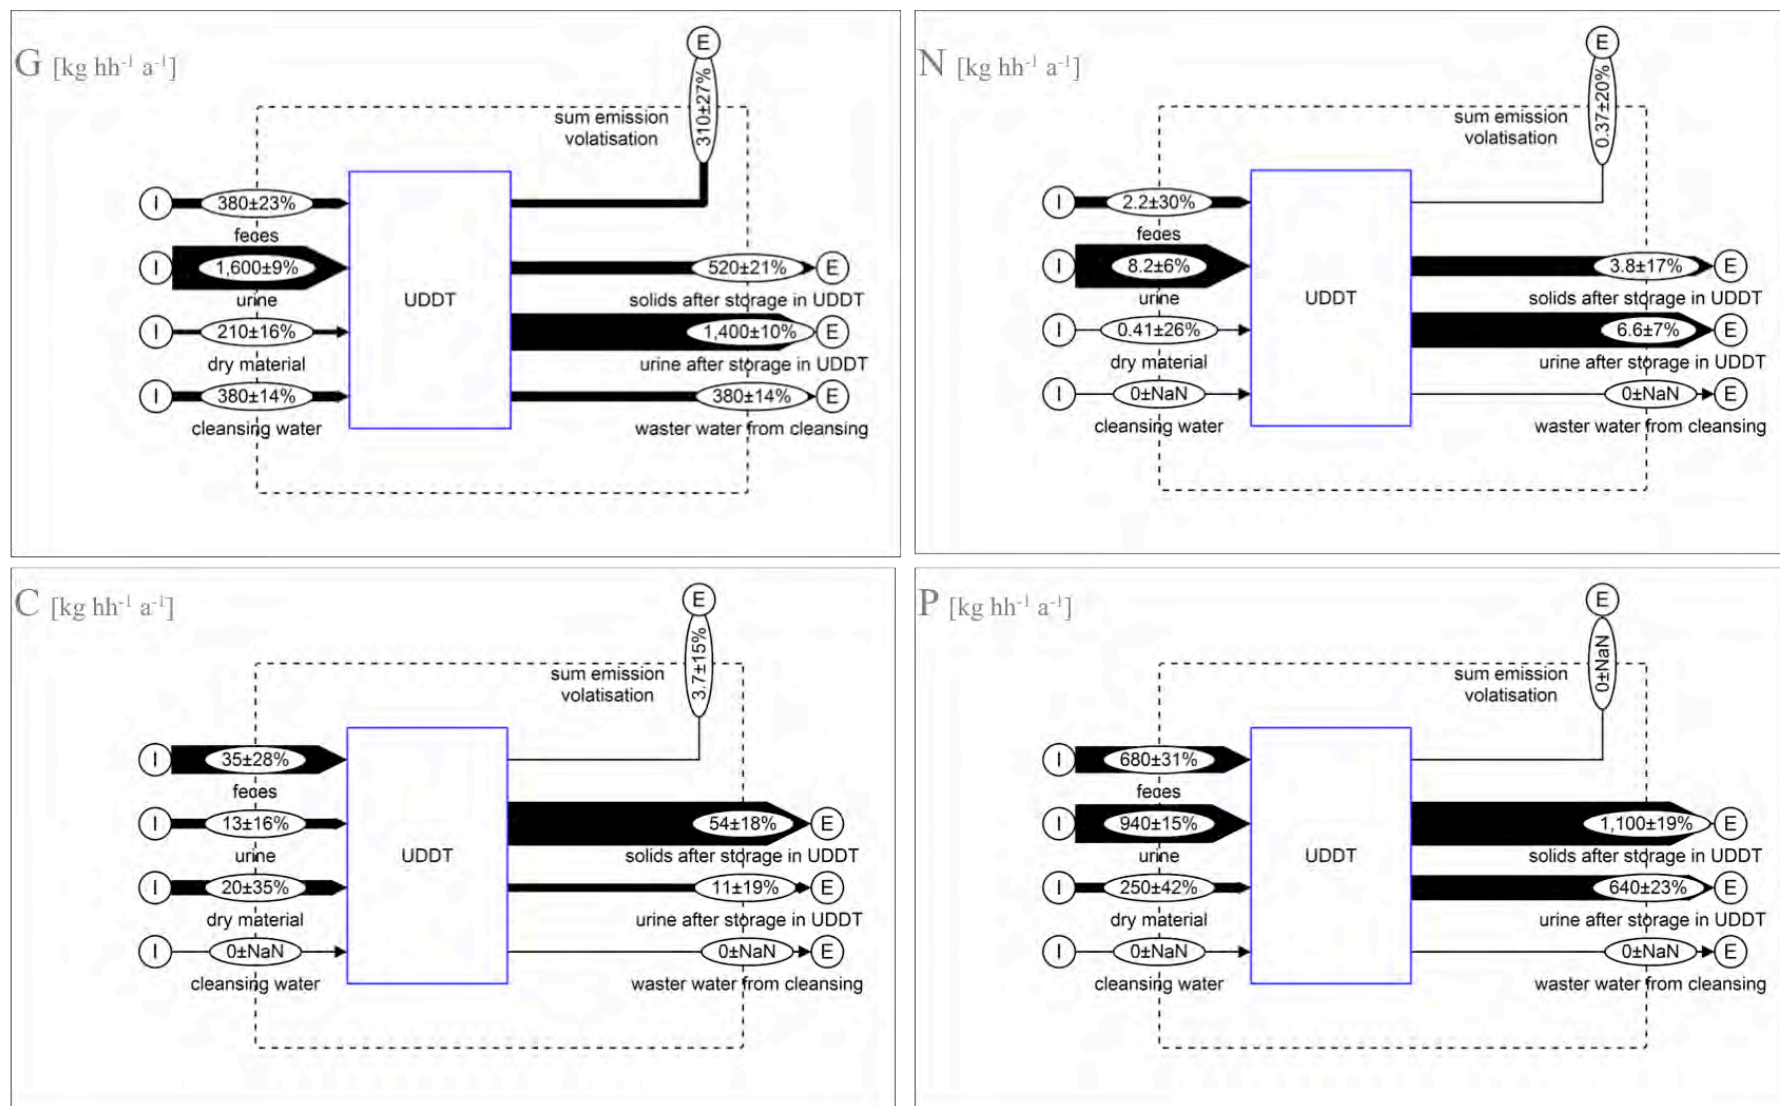 G [kg hh⁻¹ a⁻¹]
E
310±27%
sum emission
volatisation
I
380±23%
feces
I
1,600±9%
urine
I
210±16%
dry material
I
380±14%
cleansing water
UDDT
520±21%
E
solids after storage in UDDT
1,400±10%
E
urine after storage in UDDT
380±14%
E
waster water from cleansing
N [kg hh⁻¹ a⁻¹]
E
0.37±20%
sum emission
volatisation
I
2.2±30%
feces
I
8.2±6%
urine
I
0.41±26%
dry material
I
0±NaN
cleansing water
UDDT
3.8±17%
E
solids after storage in UDDT
6.6±7%
E
urine after storage in UDDT
0±NaN
E
waster water from cleansing
C [kg hh⁻¹ a⁻¹]
E
3.7±15%
sum emission
volatisation
I
35±28%
feces
I
13±16%
urine
I
20±35%
dry material
I
0±NaN
cleansing water
UDDT
54±18%
E
solids after storage in UDDT
11±19%
E
urine after storage in UDDT
0±NaN
E
waster water from cleansing
P [kg hh⁻¹ a⁻¹]
E
0±NaN
sum emission
volatisation
I
680±31%
feces
I
940±15%
urine
I
250±42%
dry material
I
0±NaN
cleansing water
UDDT
1,100±19%
E
solids after storage in UDDT
640±23%
E
urine after storage in UDDT
0±NaN
E
waster water from cleansing